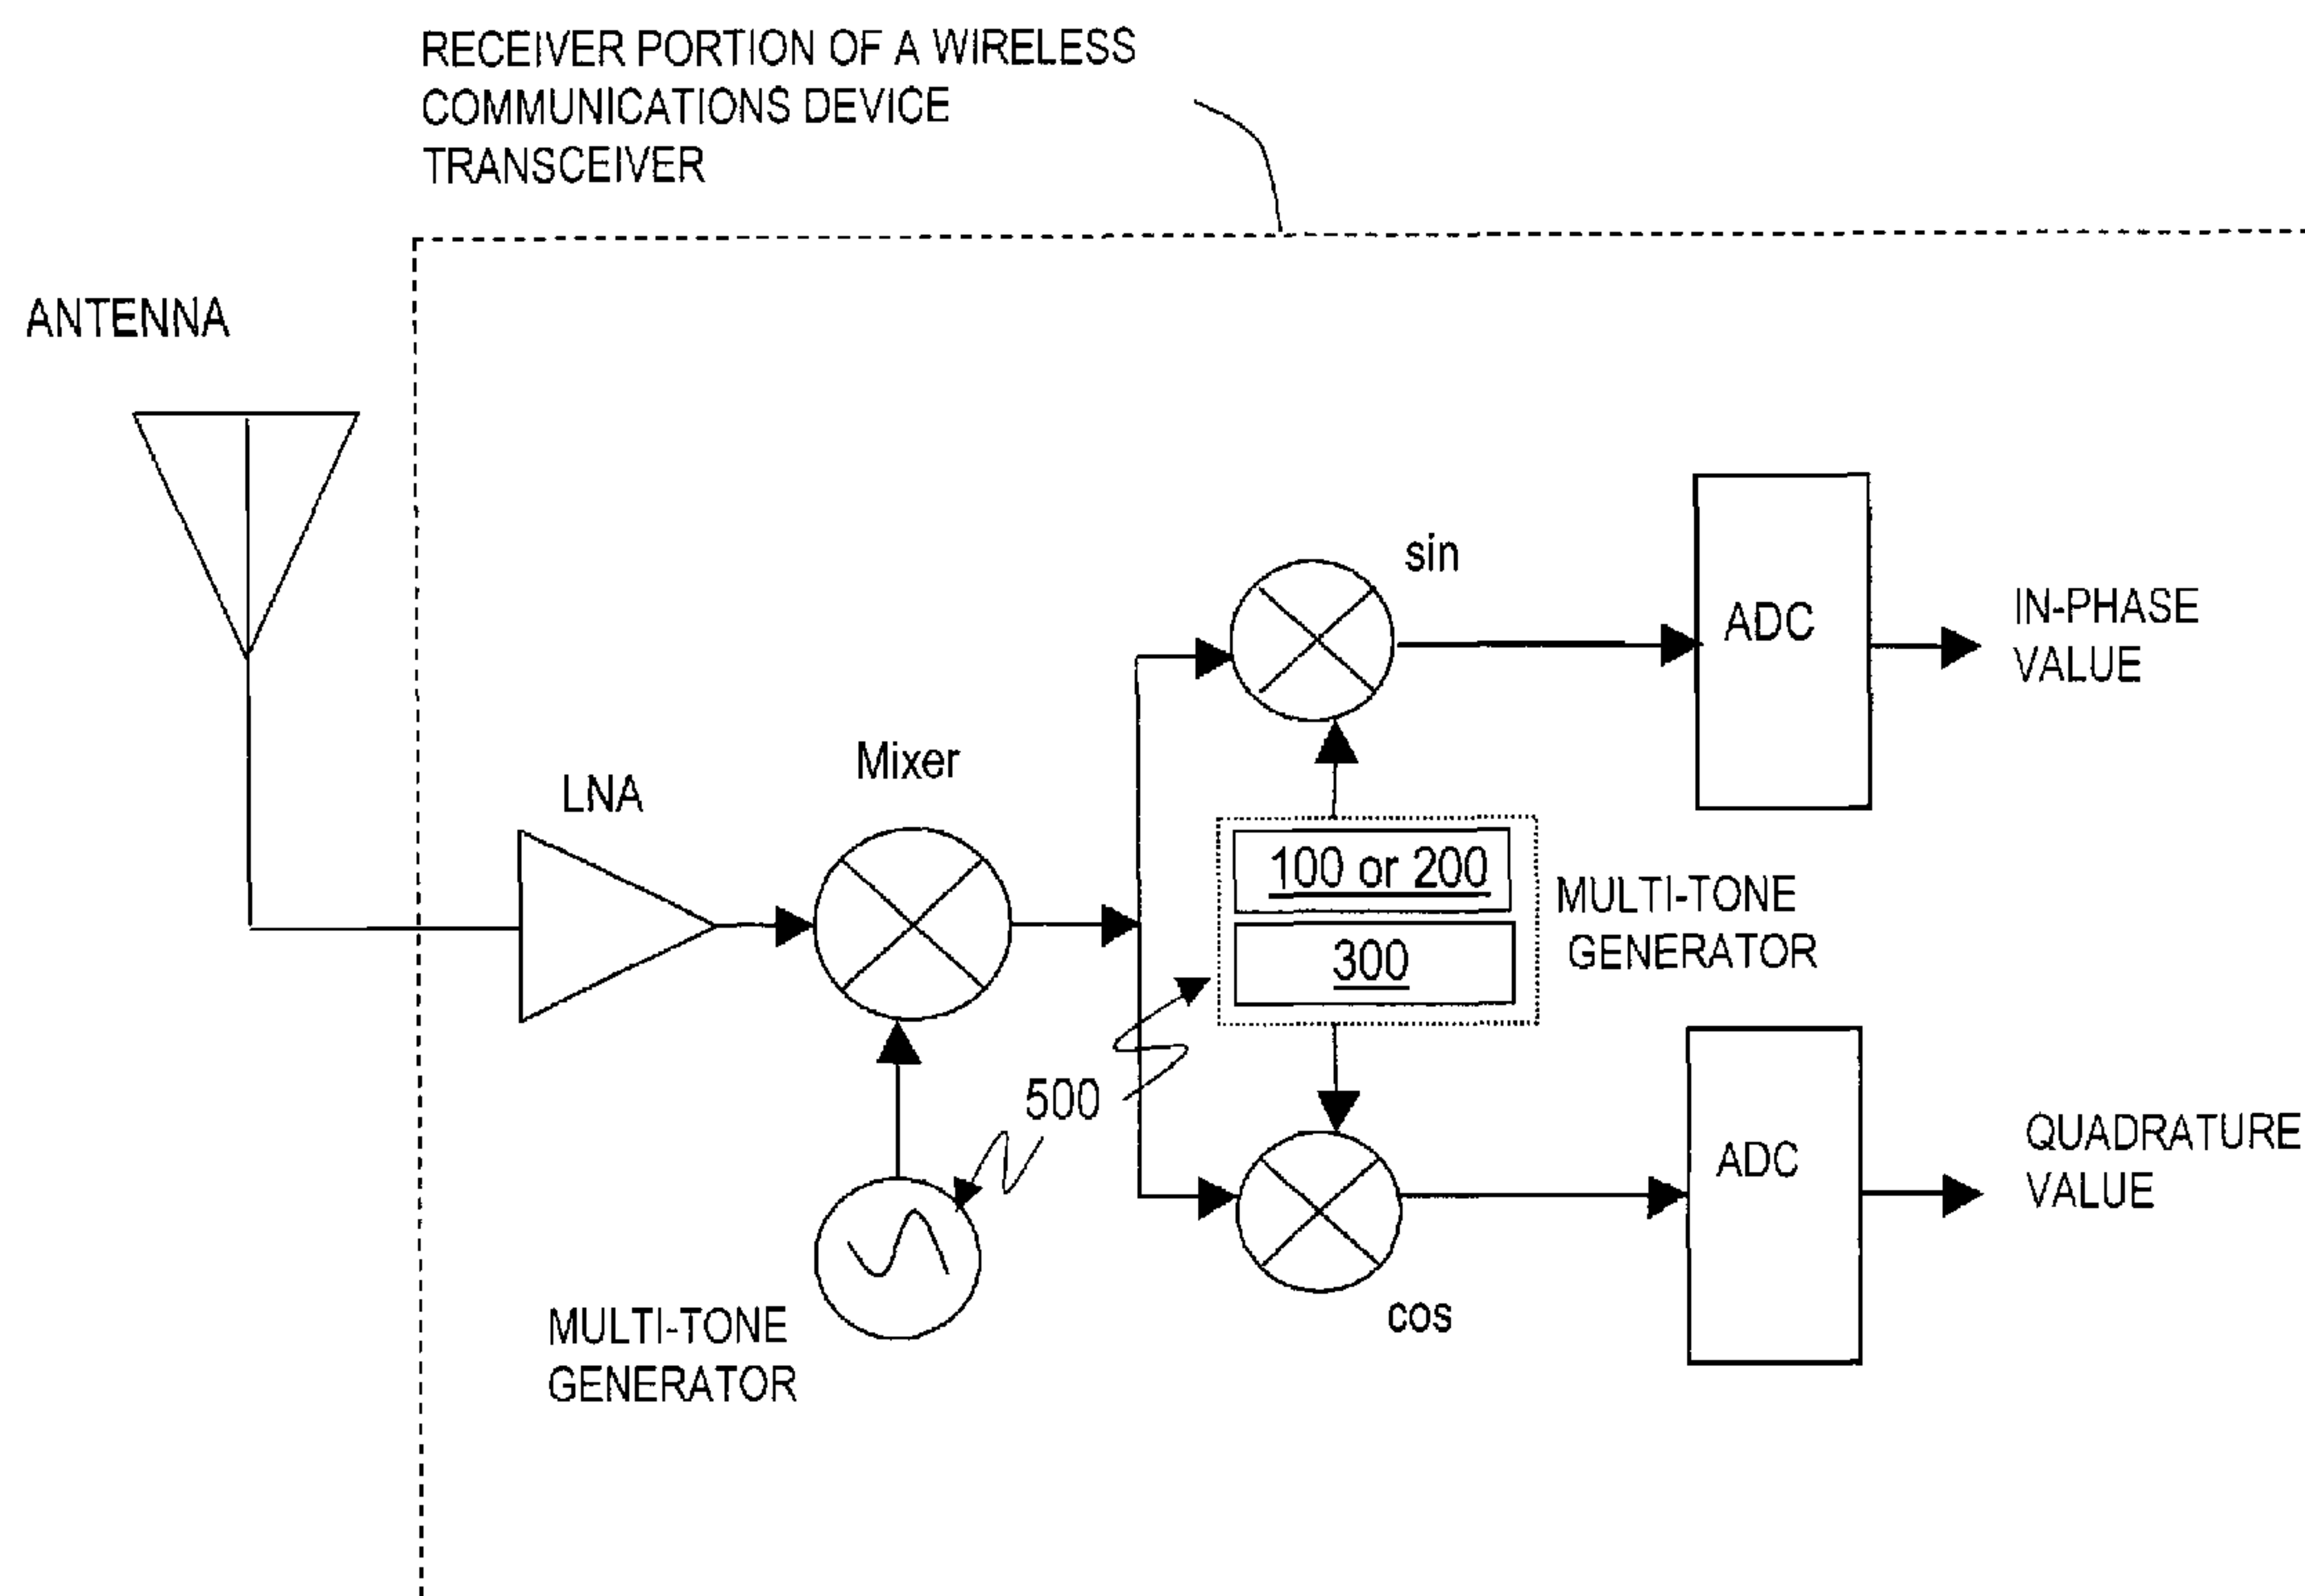 RECEIVER PORTION OF A WIRELESS
COMMUNICATIONS DEVICE
TRANSCEIVER
ANTENNA
sin
ADC
IN-PHASE
VALUE
Mixer
LNA
100 or 200
300
MULTI-TONE
GENERATOR
500
ADC
QUADRATURE
VALUE
cos
MULTI-TONE
GENERATOR